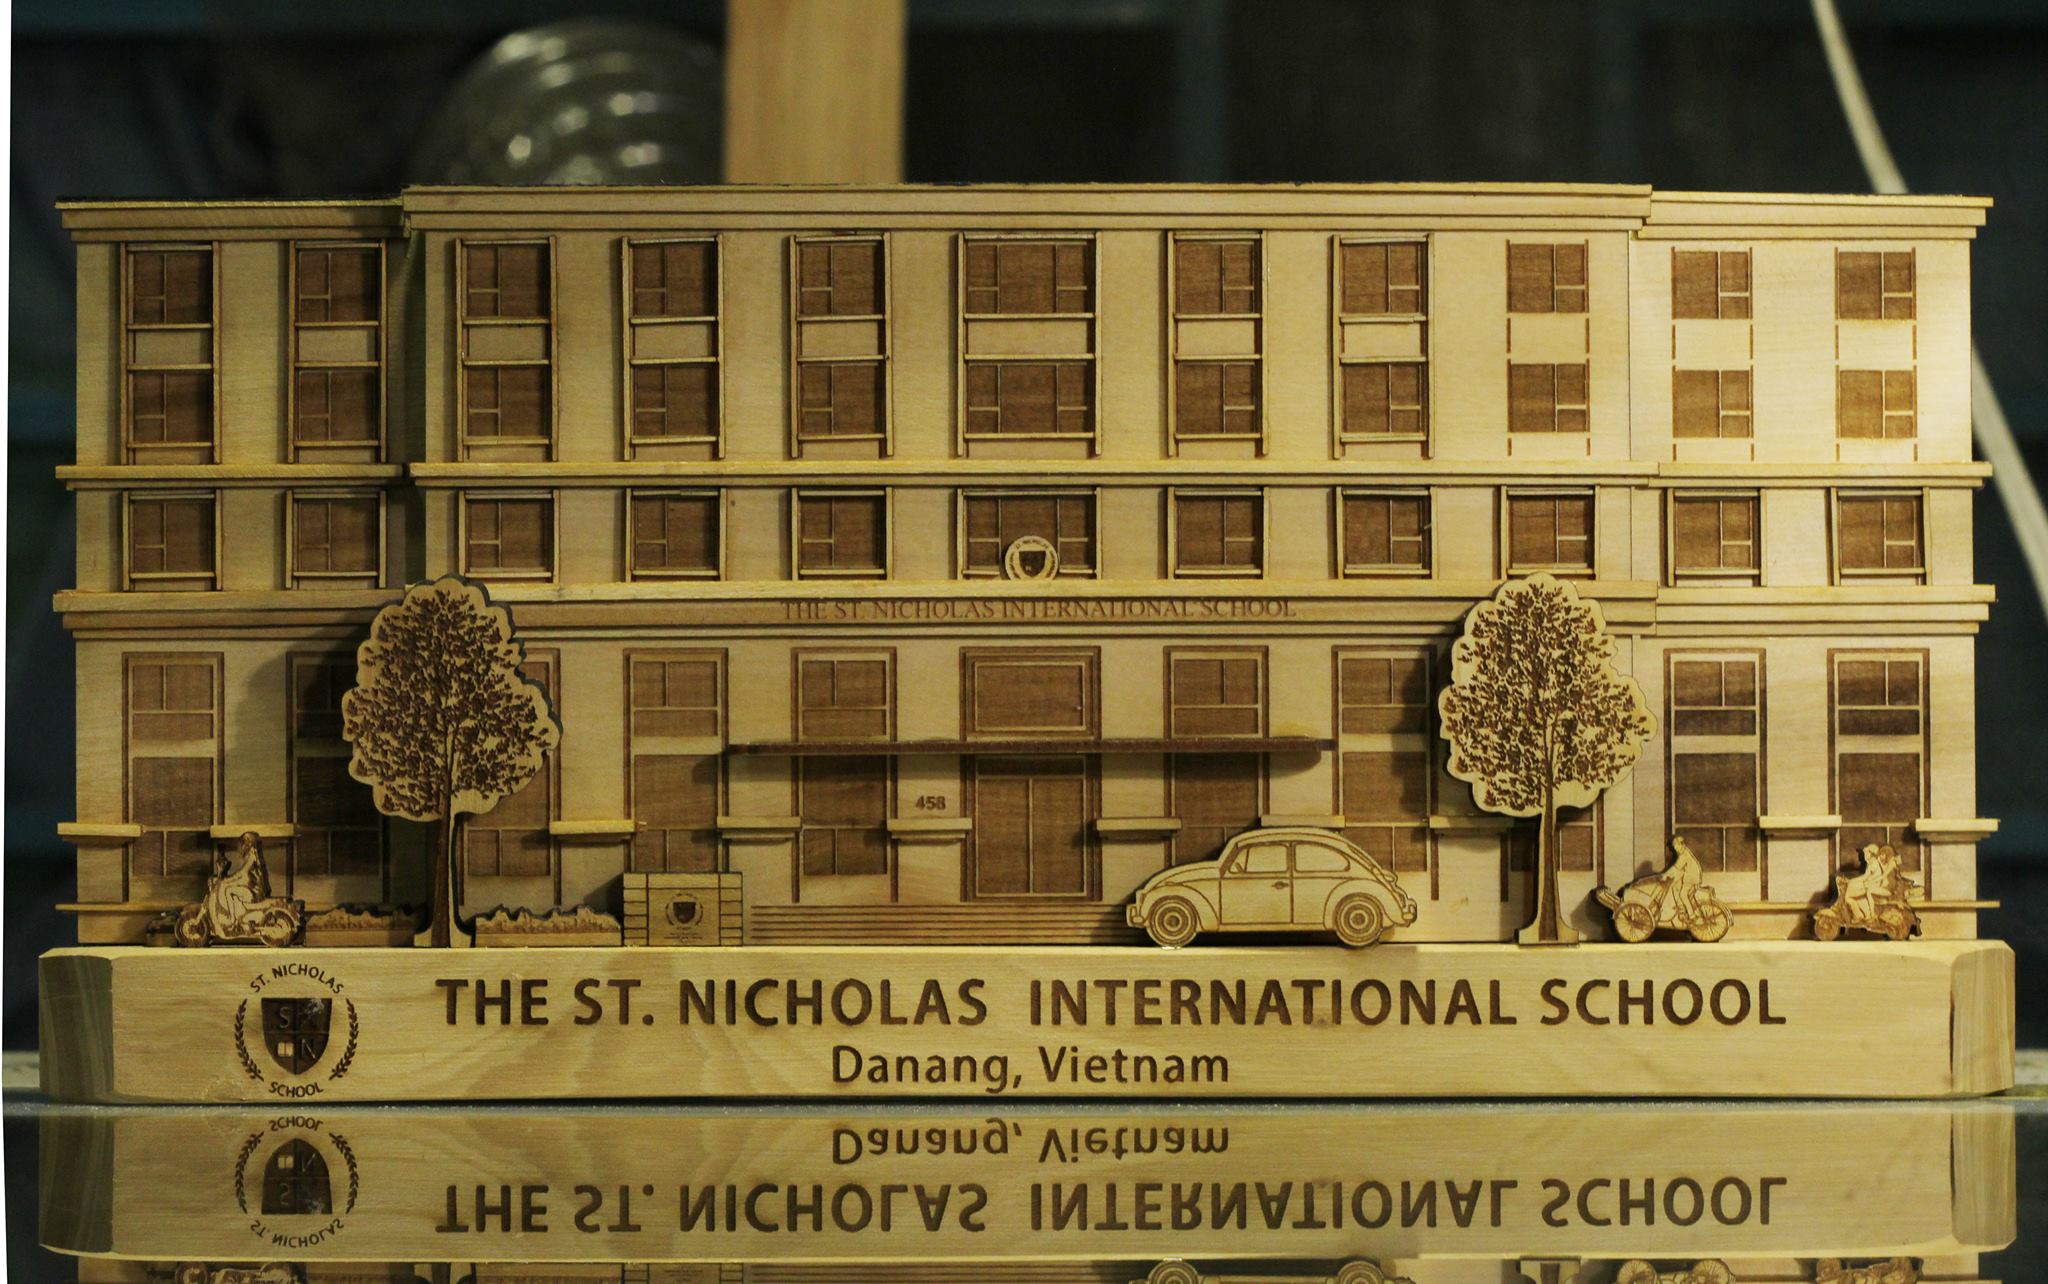 THE ST. NICHOLAS INTERNATIONAL SCHOOL
458
ST. NICHOLAS
S
N
SCHOOL
THE ST. NICHOLAS INTERNATIONAL SCHOOL
Danang, Vietnam